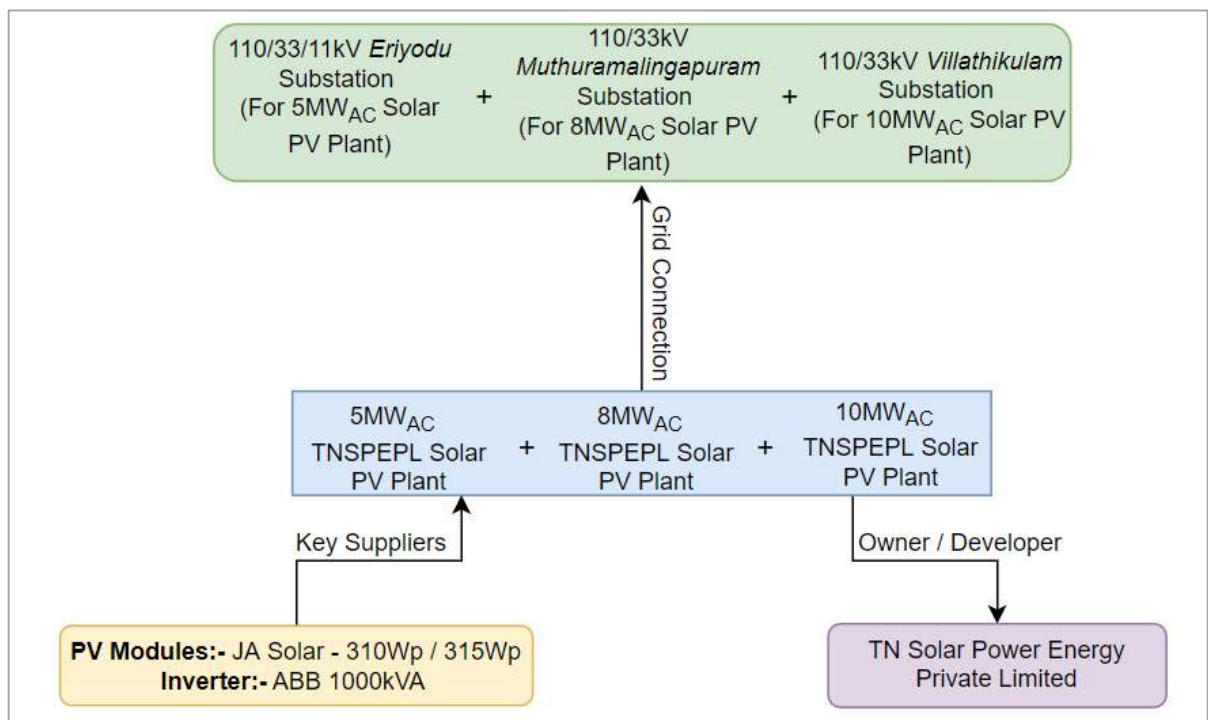 110/33/11kV Eriyodu
Substation
(For 5MWAC Solar
PV Plant)
+
110/33kV
Muthuramalingapuram
Substation
(For 8MWAC Solar PV
Plant)
+
110/33kV Villathikulam
Substation
(For 10MWAC Solar PV
Plant)
Grid Connection
5MWAC
TNSPEPL Solar
PV Plant
+
8MWAC
TNSPEPL Solar
PV Plant
+
10MWAC
TNSPEPL Solar
PV Plant
Key Suppliers
Owner / Developer
PV Modules:- JA Solar - 310Wp / 315Wp
Inverter:- ABB 1000kVA
TN Solar Power Energy
Private Limited